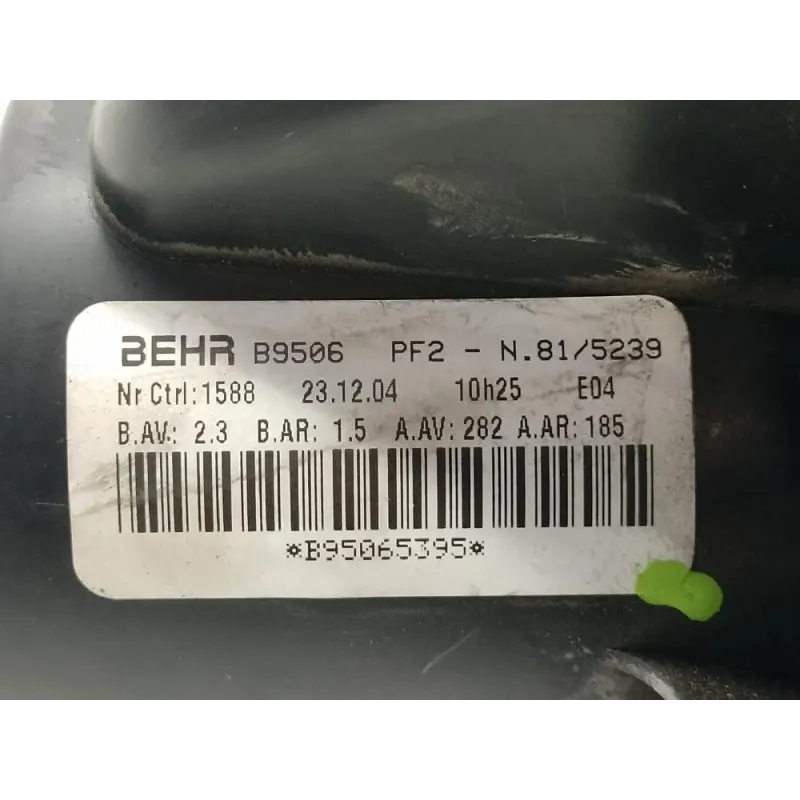 BEHR B9506 PF2 - N.81/5239
Nr Ctrl:1588 23.12.04 10h25 E04
B.AV.: 2.3 B.AR: 1.5 A.AV: 282 A.AR: 185
*B95065395*